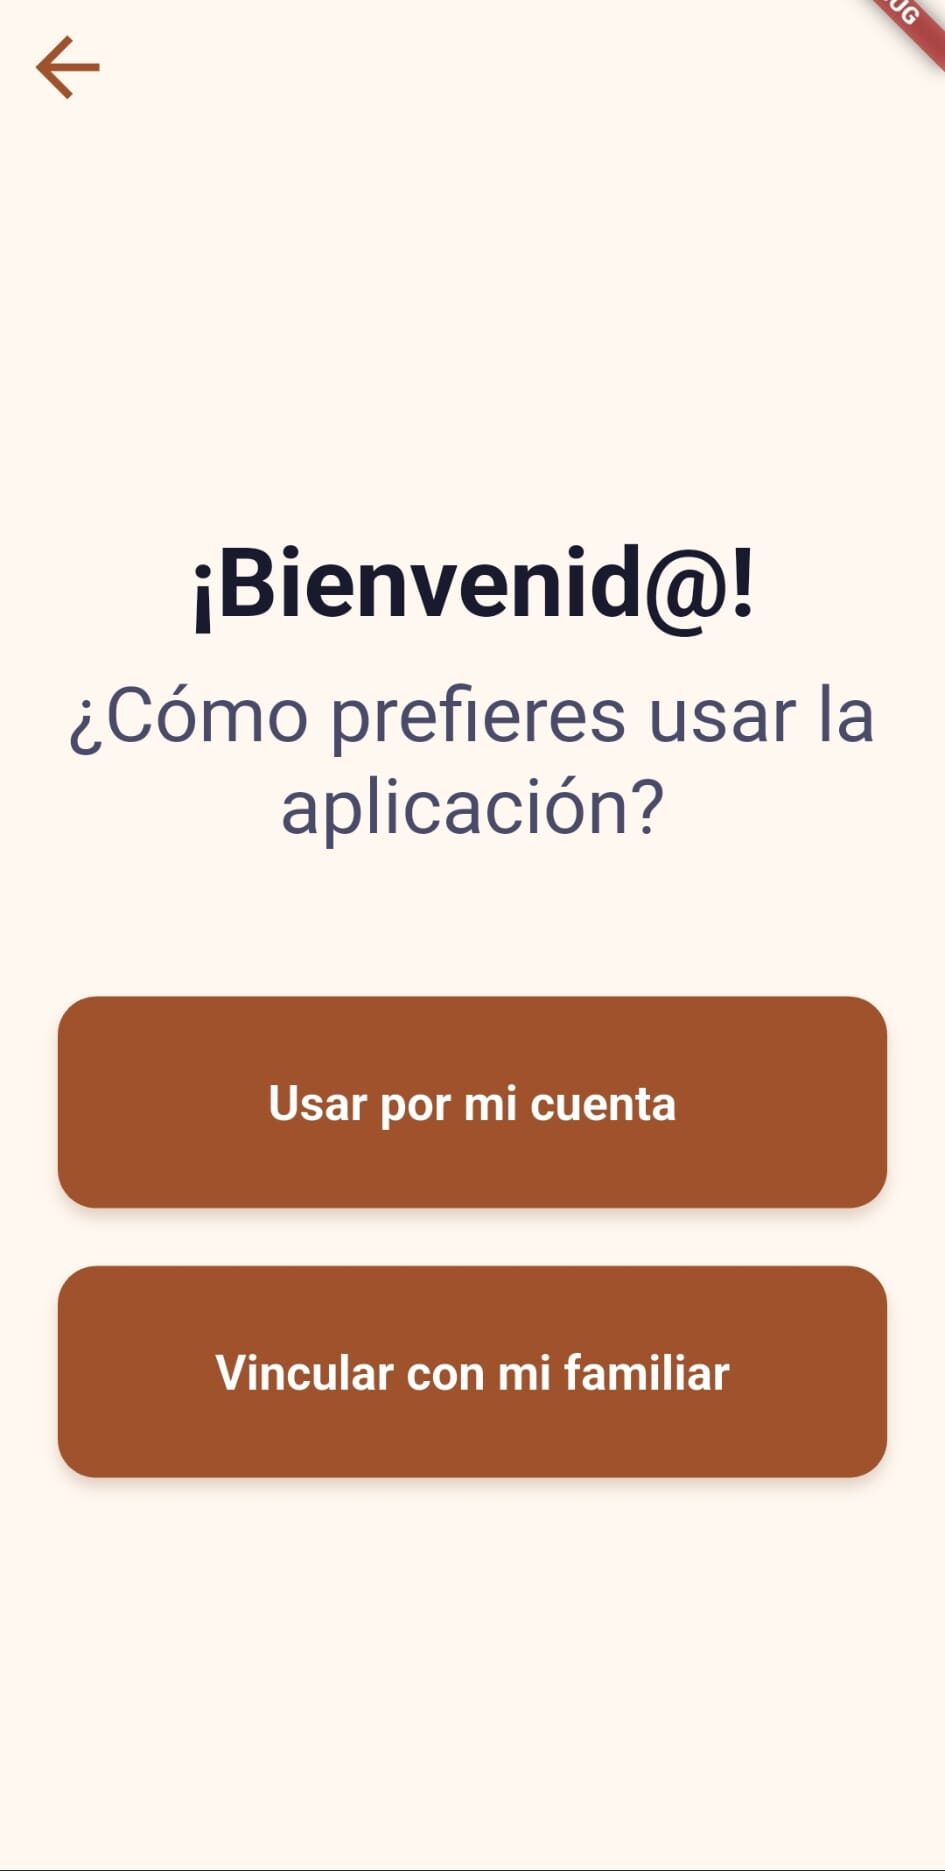 ¡Bienvenid@!
¿Cómo prefieres usar la
aplicación?
Usar por mi cuenta
Vincular con mi familiar